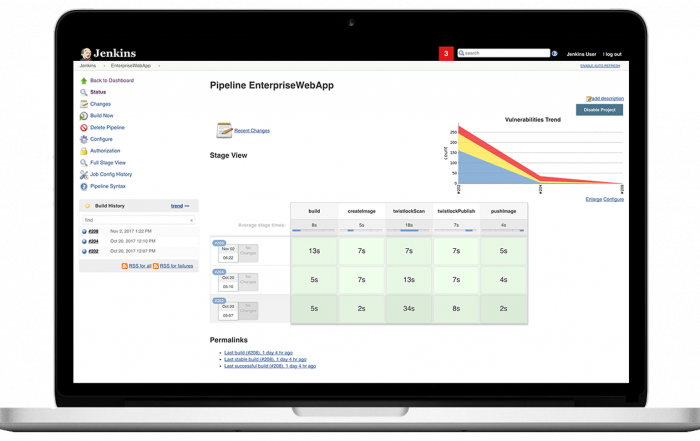 Jenkins
3
search
Jenkins User
log out
Jenkins
EnterpriseWebApp
ENABLE AUTO REFRESH
Back to Dashboard
Status
Changes
Build Now
Delete Pipeline
Configure
Authorization
Full Stage View
Job Config History
Pipeline Syntax
Build History
trend
find
#208 Nov 2, 2017 1:22 PM
#204 Oct 20, 2017 12:10 PM
#202 Oct 20, 2017 12:07 PM
RSS for all
RSS for failures
Pipeline EnterpriseWebApp
add description
Disable Project
Recent Changes
Vulnerabilities Trend
count
250
200
150
100
50
0
#202
#204
Enlarge Configure
Stage View
build createImage twistlockScan twistlockPublish pushImage
Average stage times: 8s 5s 18s 7s 4s
Nov 02
No Changes
13s 7s 7s 7s 5s
Oct 20
No Changes
5s 7s 13s 7s 4s
Oct 20
No Changes
5s 2s 34s 8s 2s
Permalinks
Last build (#208), 1 day 4 hr ago
Last stable build (#208), 1 day 4 hr ago
Last successful build (#208), 1 day 4 hr ago